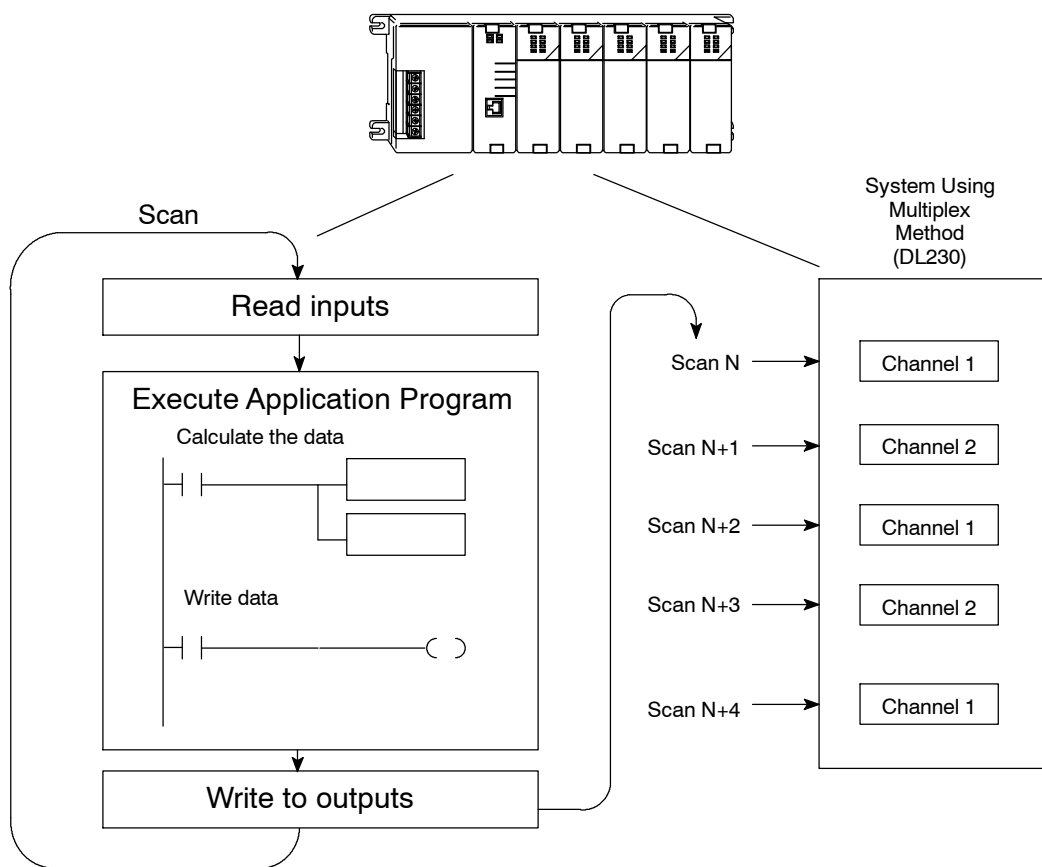 System Using
Multiplex
Method
(DL230)
Scan
Read inputs
Execute Application Program
Calculate the data
Write data
Write to outputs
Scan N
Channel 1
Scan N+1
Channel 2
Scan N+2
Channel 1
Scan N+3
Channel 2
Scan N+4
Channel 1